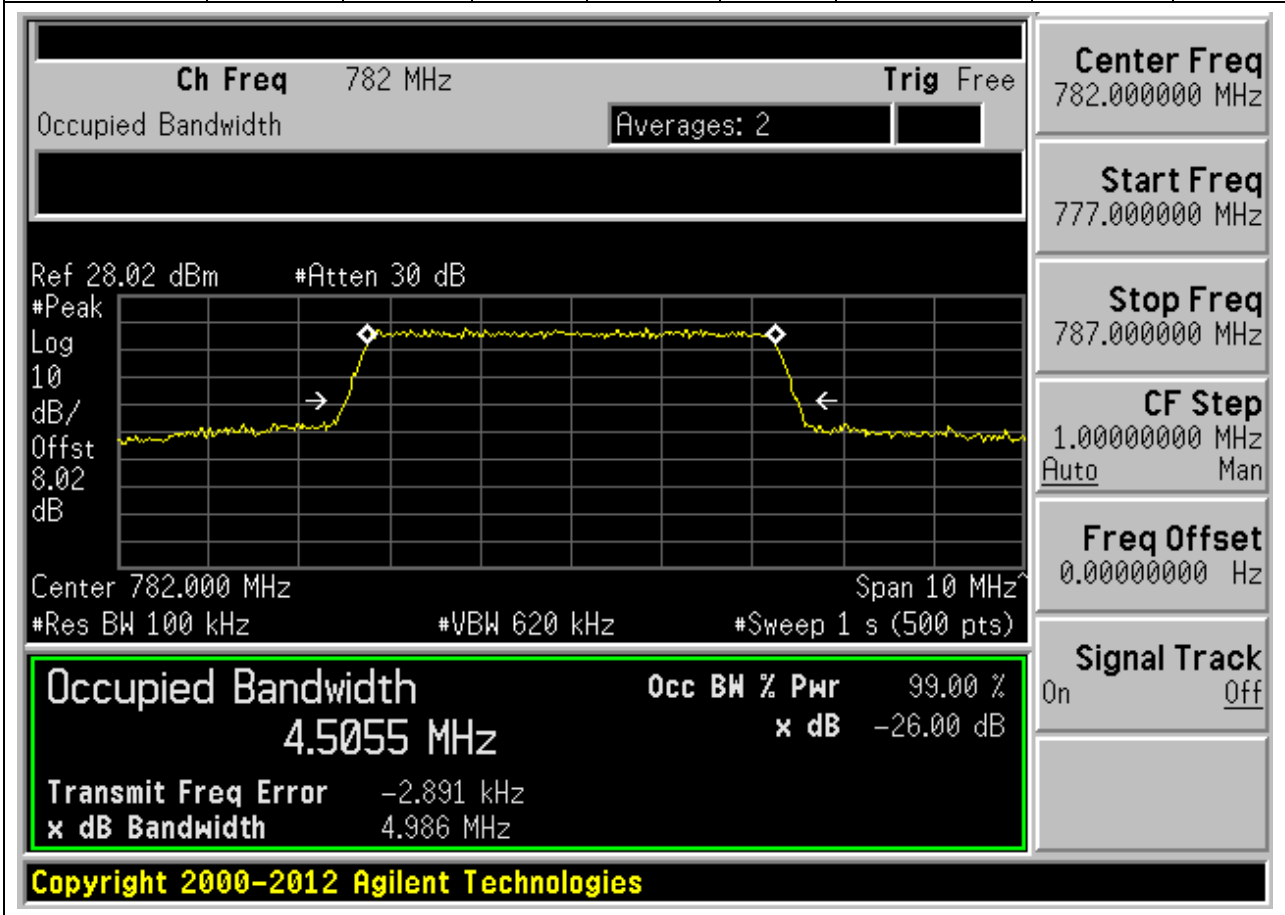 Ch Freq 782 MHz Trig Free
Occupied Bandwidth Averages: 2
Ref 28.02 dBm #Atten 30 dB
#Peak
Log
10
dB/
Offst
8.02
dB
Center 782.000 MHz Span 10 MHz^
#Res BW 100 kHz #VBW 620 kHz #Sweep 1 s (500 pts)
Occupied Bandwidth Occ BW % Pwr 99.00 %
4.5055 MHz x dB -26.00 dB
Transmit Freq Error -2.891 kHz
x dB Bandwidth 4.986 MHz
Copyright 2000-2012 Agilent Technologies
Center Freq
782.000000 MHz
Start Freq
777.000000 MHz
Stop Freq
787.000000 MHz
CF Step
1.00000000 MHz
Auto Man
Freq Offset
0.00000000 Hz
Signal Track
On Off